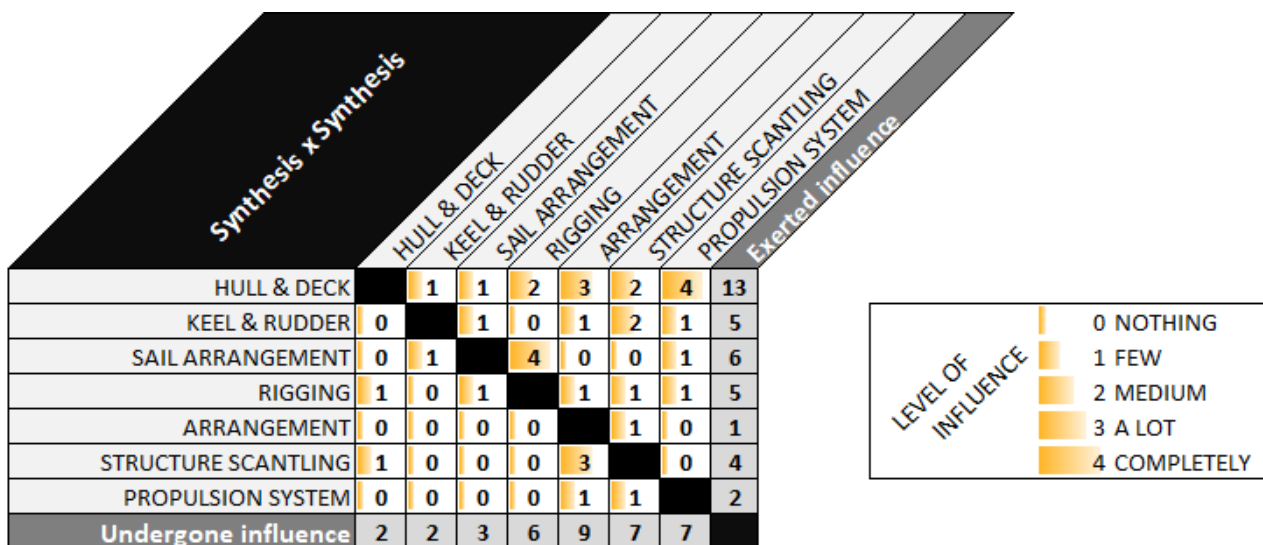 Synthesis x Synthesis
HULL & DECK
KEEL & RUDDER
SAIL ARRANGEMENT
RIGGING
ARRANGEMENT
STRUCTURE SCANTLING
PROPULSION SYSTEM
Exerted influence
HULL & DECK 1 1 2 3 2 4 13
KEEL & RUDDER 0 1 0 1 2 1 5
SAIL ARRANGEMENT 0 1 4 0 0 1 6
RIGGING 1 0 1 1 1 1 5
ARRANGEMENT 0 0 0 0 1 0 1
STRUCTURE SCANTLING 1 0 0 0 3 0 4
PROPULSION SYSTEM 0 0 0 0 1 1 2
Undergone influence 2 2 3 6 9 7 7
LEVEL OF
INFLUENCE
0 NOTHING
1 FEW
2 MEDIUM
3 A LOT
4 COMPLETELY